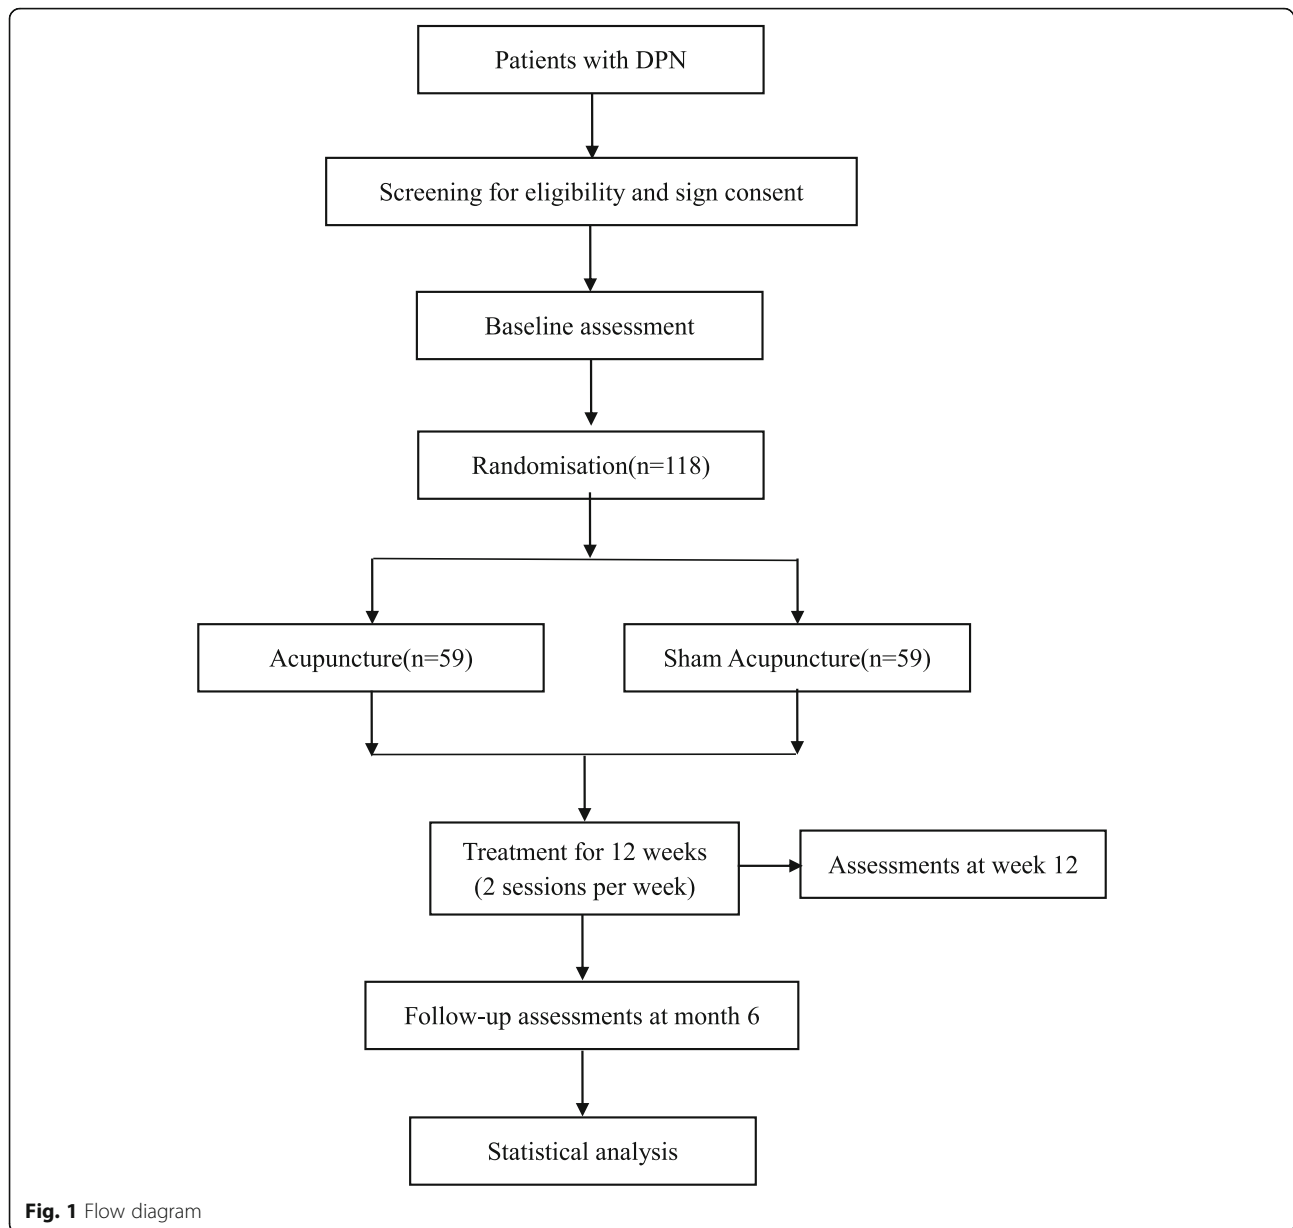 Patients with DPN
Screening for eligibility and sign consent
Baseline assessment
Randomisation(n=118)
Acupuncture(n=59)
Sham Acupuncture(n=59)
Treatment for 12 weeks
(2 sessions per week)
Assessments at week 12
Follow-up assessments at month 6
Statistical analysis
Fig. 1 Flow diagram